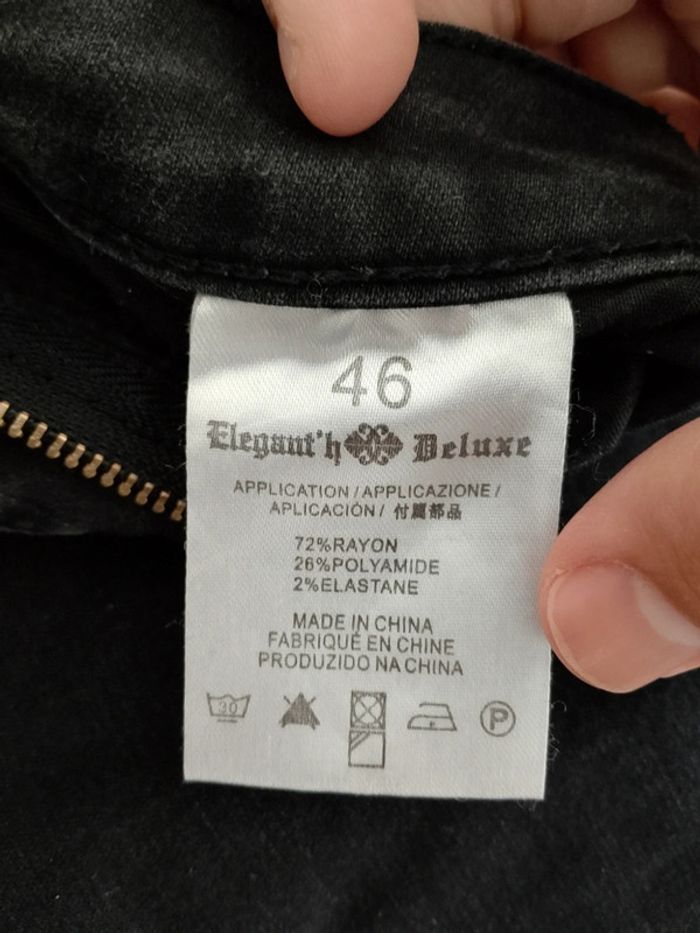 46
Elegant'h Deluxe
APPLICATION / APPLICAZIONE /
APLICACIÓN / 付属部品
72%RAYON
26%POLYAMIDE
2%ELASTANE
MADE IN CHINA
FABRIQUÉ EN CHINE
PRODUZIDO NA CHINA
30 P